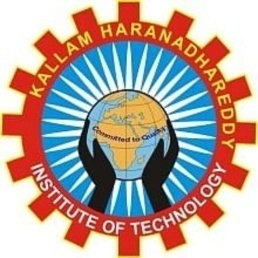 KALLAM HARANADHAREDDY
Committed to Quality
INSTITUTE OF TECHNOLOGY